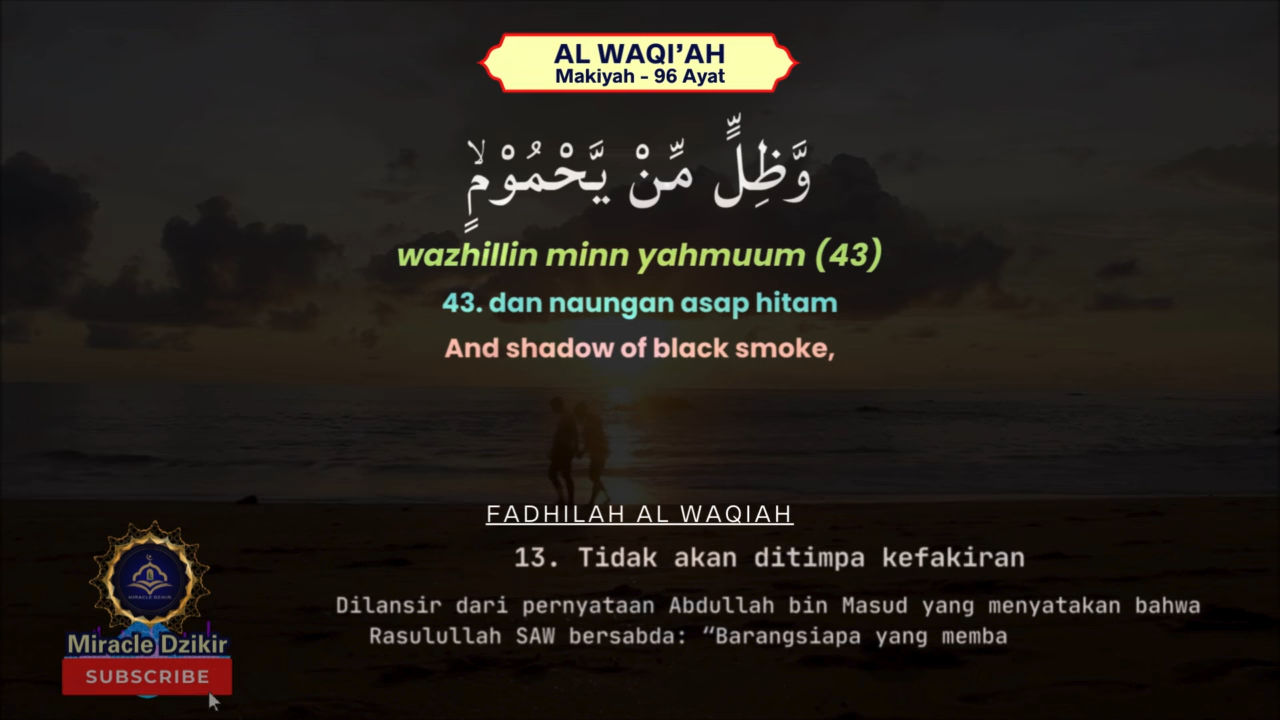 AL WAQI’AH
Makiyah - 96 Ayat
وَّظِلٍّ مِّنْ يَّحْمُوْمٍۙ
wazhillin minn yahmuum (43)
43. dan naungan asap hitam
And shadow of black smoke,
FADHILAH AL WAQIAH
13. Tidak akan ditimpa kefakiran
Dilansir dari pernyataan Abdullah bin Masud yang menyatakan bahwa
Rasulullah SAW bersabda: “Barangsiapa yang memba
MIRACLE DZIKIR
Miracle Dzikir
SUBSCRIBE